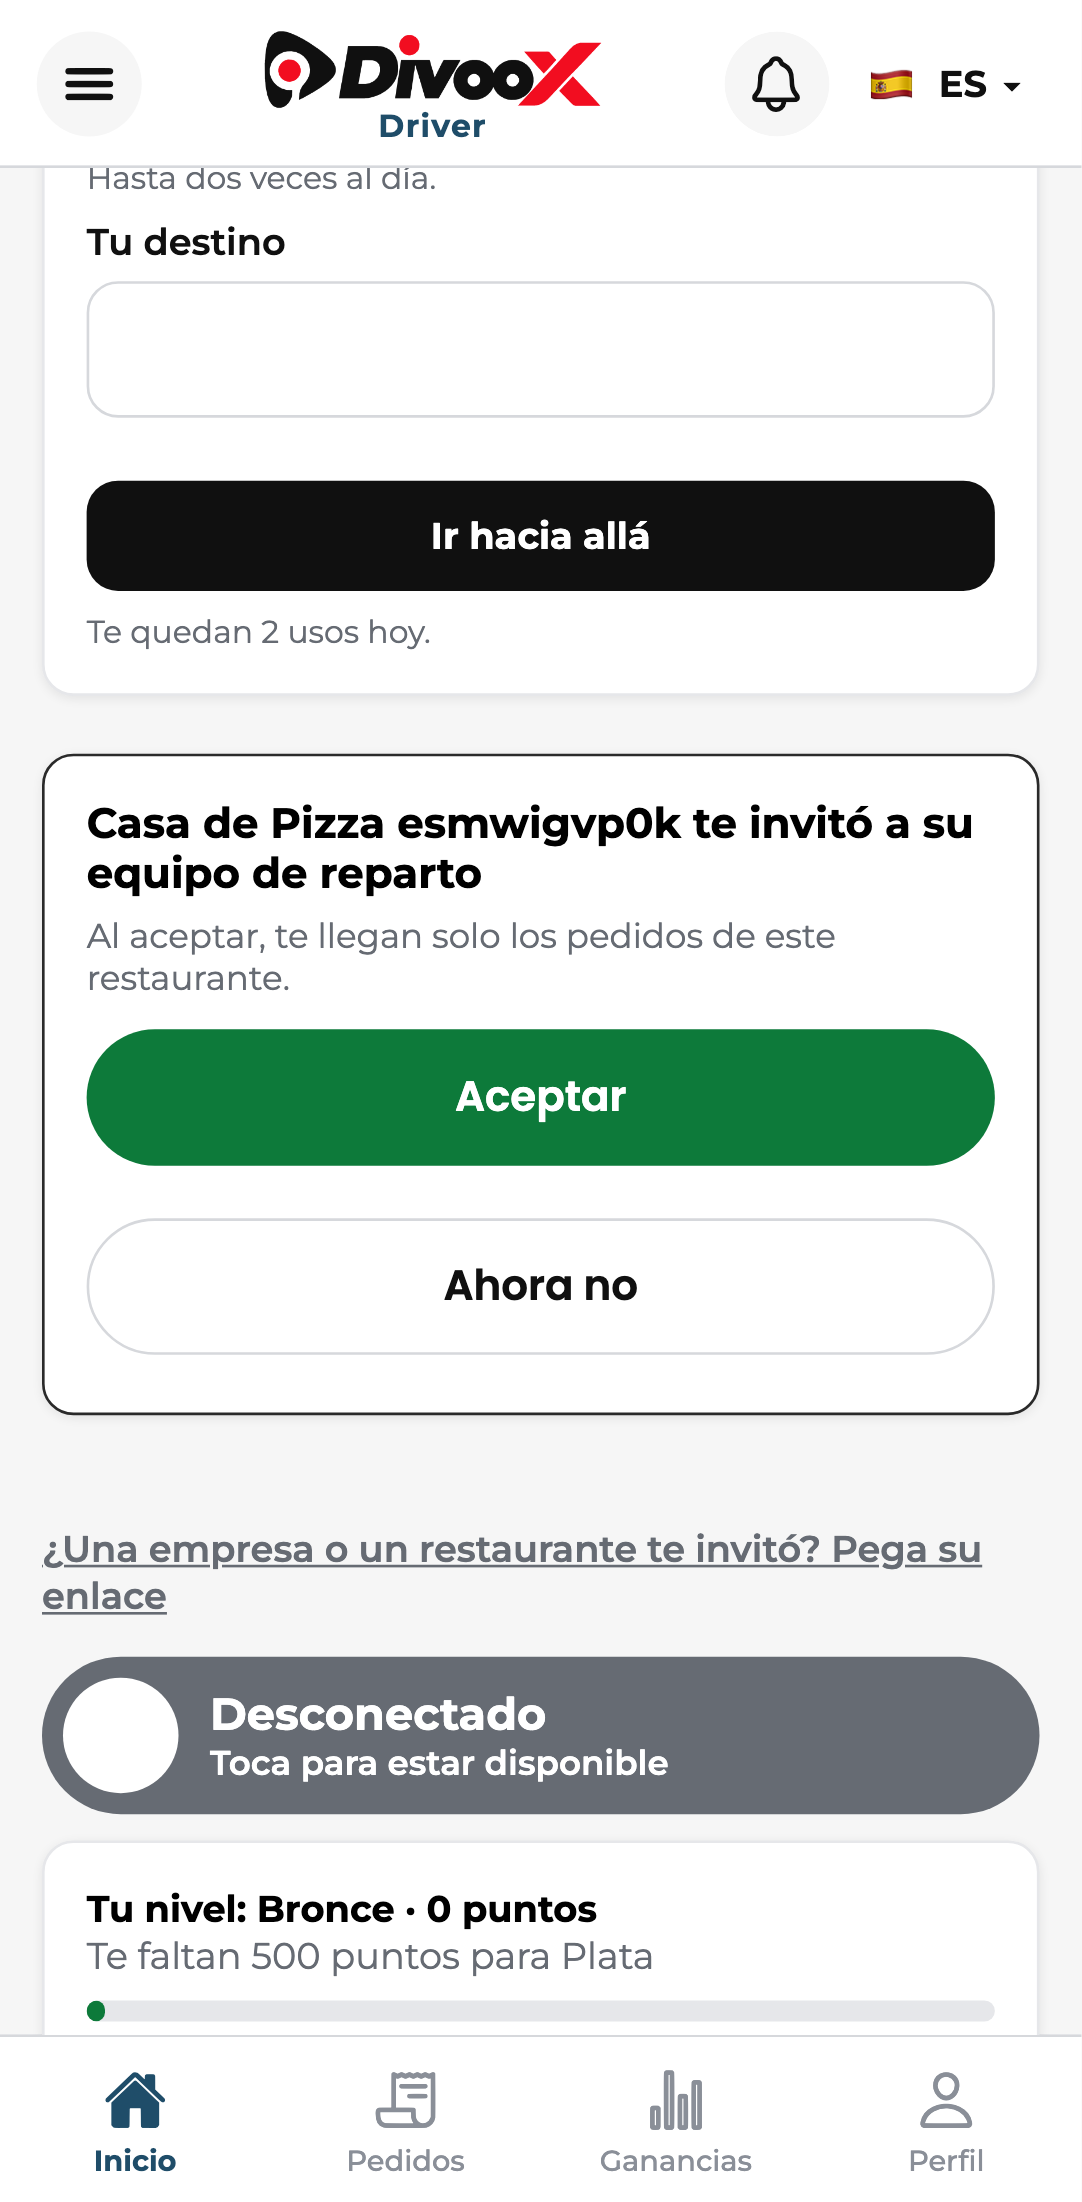 DivooX
Driver
ES
Hasta dos veces al día.
Tu destino
Ir hacia allá
Te quedan 2 usos hoy.
Casa de Pizza esmwigvp0k te invitó a su
equipo de reparto
Al aceptar, te llegan solo los pedidos de este
restaurante.
Aceptar
Ahora no
¿Una empresa o un restaurante te invitó? Pega su
enlace
Desconectado
Toca para estar disponible
Tu nivel: Bronce · 0 puntos
Te faltan 500 puntos para Plata
Inicio
Pedidos
Ganancias
Perfil